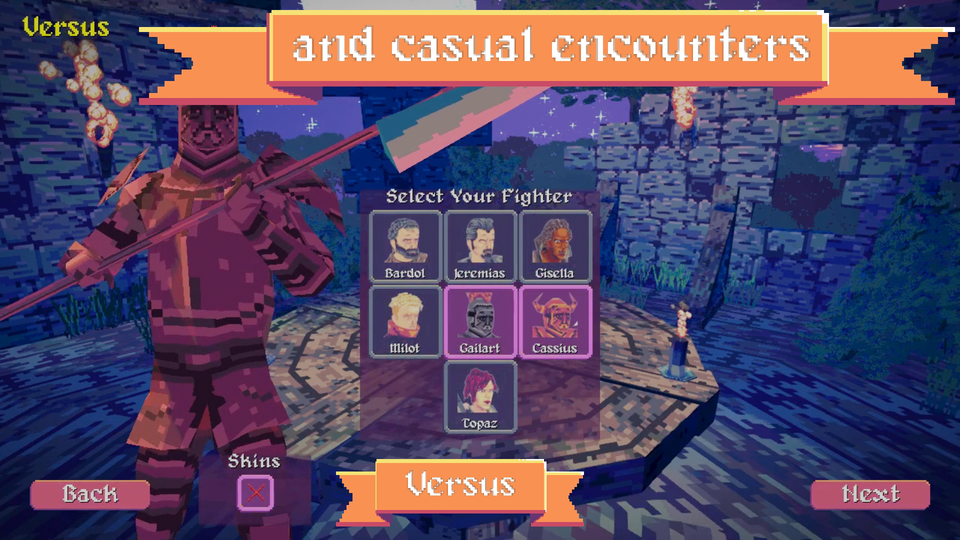 Versus
and casual encounters
Select Your Fighter
Bardol
Jeremias
Gisella
Milot
Gailart
Cassius
Topaz
Skins
Back
Versus
Next